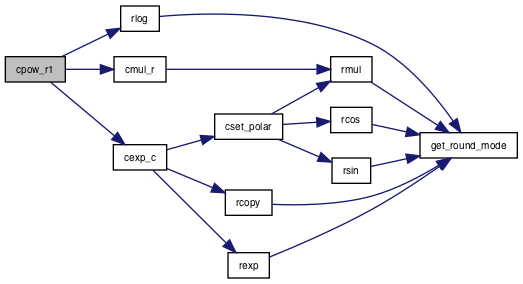 rlog
cpow_r1
cmul_r
rmul
cset_polar
rcos
get_round_mode
cexp_c
rsin
rcopy
rexp